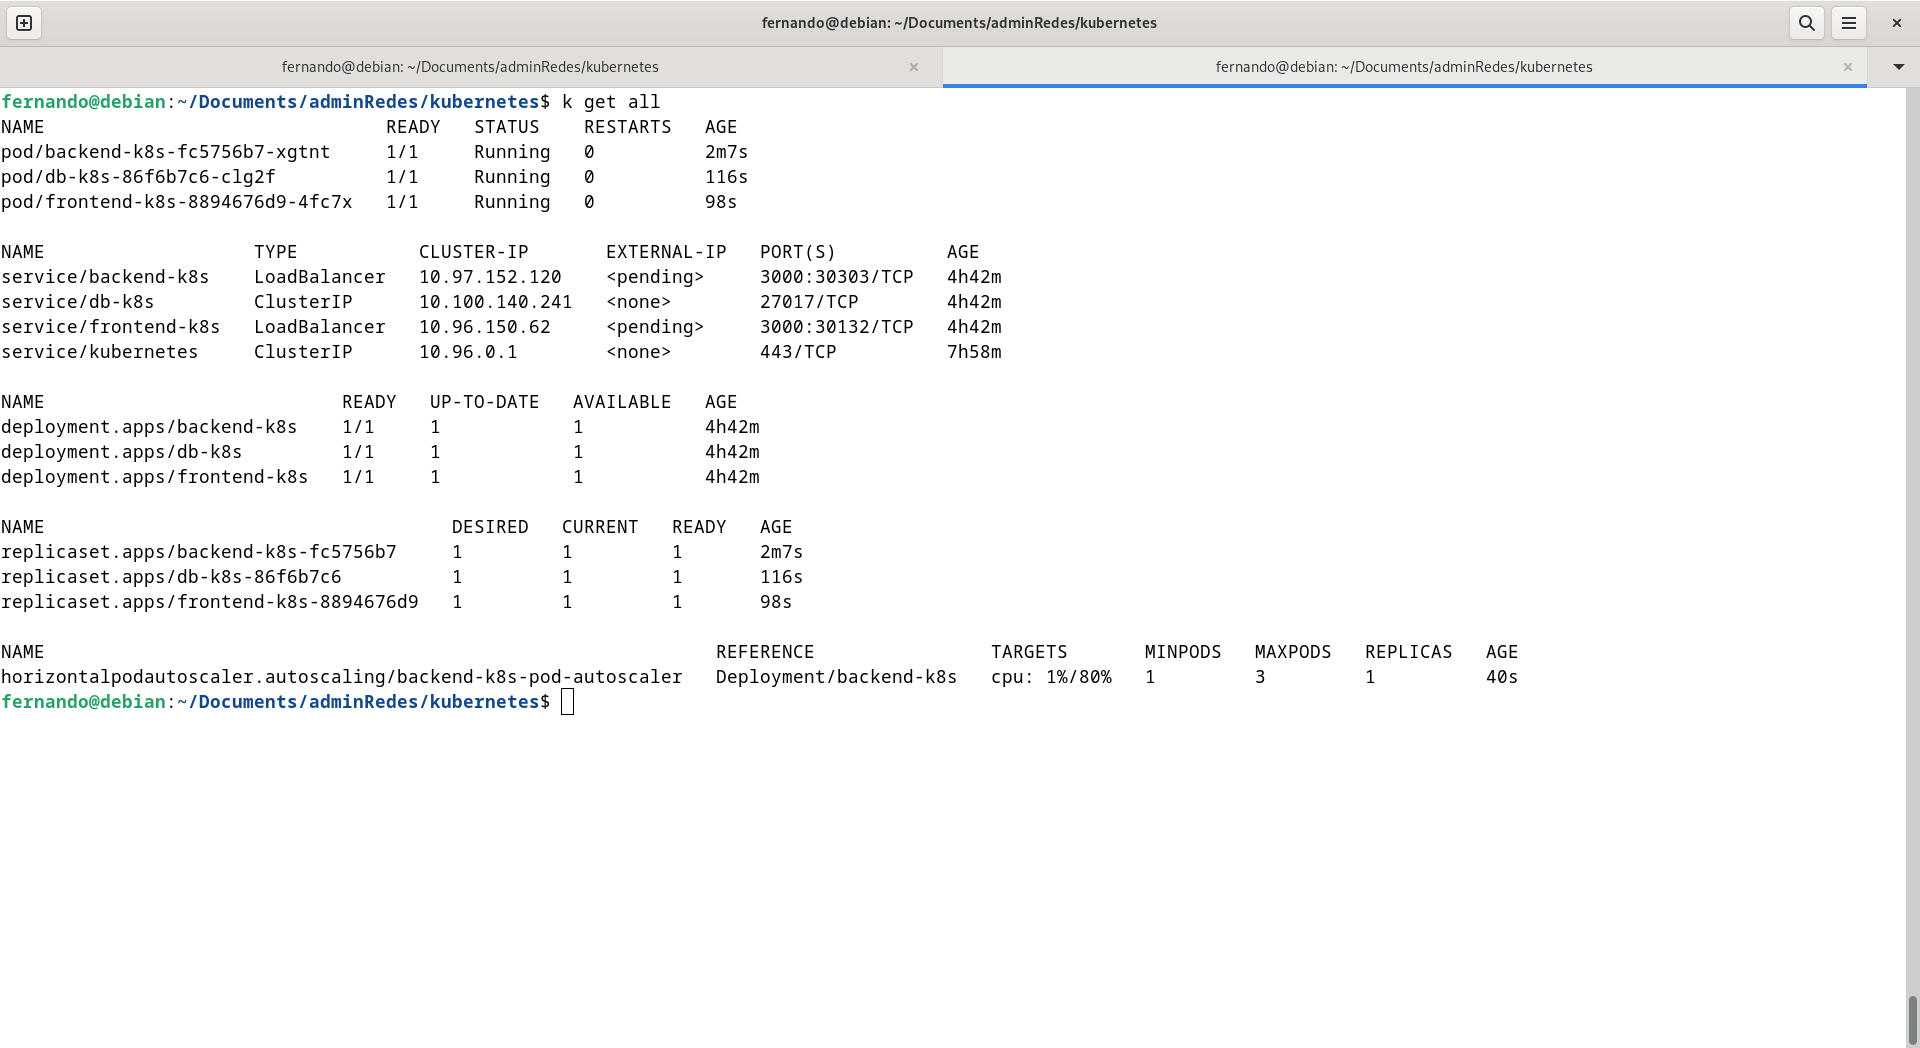 fernando@debian: ~/Documents/adminRedes/kubernetes
fernando@debian: ~/Documents/adminRedes/kubernetes × fernando@debian: ~/Documents/adminRedes/kubernetes ×
fernando@debian:~/Documents/adminRedes/kubernetes$ k get all
NAME READY STATUS RESTARTS AGE
pod/backend-k8s-fc5756b7-xgtnt 1/1 Running 0 2m7s
pod/db-k8s-86f6b7c6-clg2f 1/1 Running 0 116s
pod/frontend-k8s-8894676d9-4fc7x 1/1 Running 0 98s
NAME TYPE CLUSTER-IP EXTERNAL-IP PORT(S) AGE
service/backend-k8s LoadBalancer 10.97.152.120 <pending> 3000:30303/TCP 4h42m
service/db-k8s ClusterIP 10.100.140.241 <none> 27017/TCP 4h42m
service/frontend-k8s LoadBalancer 10.96.150.62 <pending> 3000:30132/TCP 4h42m
service/kubernetes ClusterIP 10.96.0.1 <none> 443/TCP 7h58m
NAME READY UP-TO-DATE AVAILABLE AGE
deployment.apps/backend-k8s 1/1 1 1 4h42m
deployment.apps/db-k8s 1/1 1 1 4h42m
deployment.apps/frontend-k8s 1/1 1 1 4h42m
NAME DESIRED CURRENT READY AGE
replicaset.apps/backend-k8s-fc5756b7 1 1 1 2m7s
replicaset.apps/db-k8s-86f6b7c6 1 1 1 116s
replicaset.apps/frontend-k8s-8894676d9 1 1 1 98s
NAME REFERENCE TARGETS MINPODS MAXPODS REPLICAS AGE
horizontalpodautoscaler.autoscaling/backend-k8s-pod-autoscaler Deployment/backend-k8s cpu: 1%/80% 1 3 1 40s
fernando@debian:~/Documents/adminRedes/kubernetes$